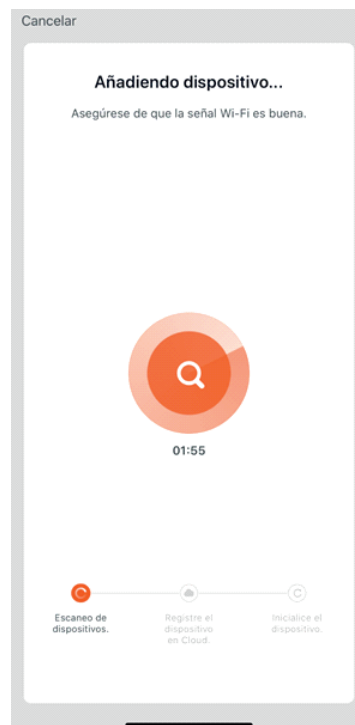 Cancelar
Añadiendo dispositivo...
Asegúrese de que la señal Wi-Fi es buena.
01:55
Escaneo de
dispositivos.
Registre el
dispositivo
en Cloud.
Inicialice el
dispositivo.